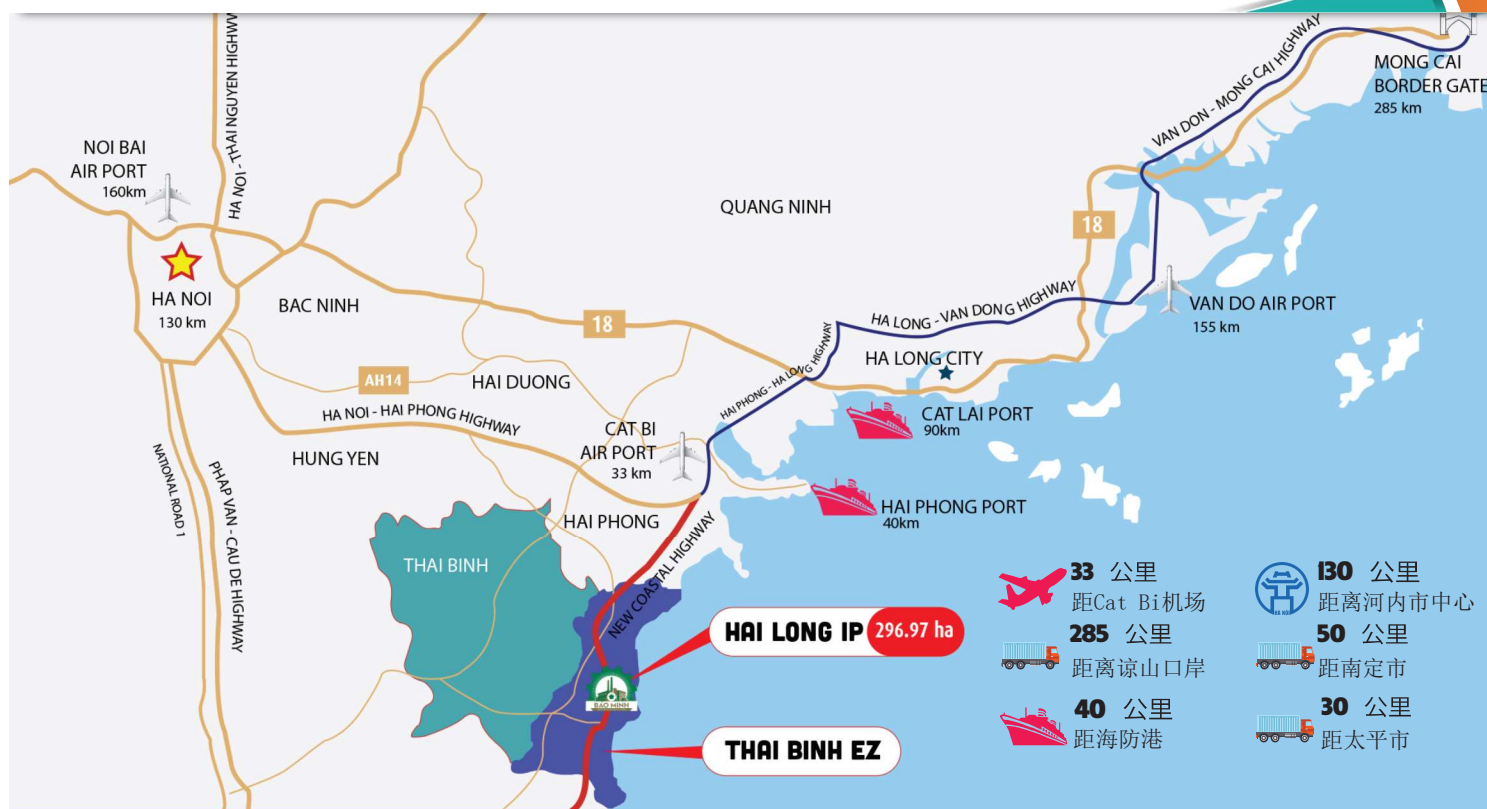 HA NOI - THAI NGUYEN HIGHW
VAN DON - MONG CAI HIGHWAY
MONG CAI
BORDER GATE
285 km
NOI BAI
AIR PORT
160km
QUANG NINH
18
HA NOI
130 km
BAC NINH
VAN DO AIR PORT
155 km
HA LONG - VAN DONG HIGHWAY
18
HAI PHONG - HA LONG HIGHWAY
HA LONG CITY
AH14
HAI DUONG
HA NOI - HAI PHONG HIGHWAY
CAT LAI PORT
90km
CAT BI
AIR PORT
33 km
HUNG YEN
NATIONAL ROAD 1
PHAP VAN - CAU DE HIGHWAY
HAI PHONG PORT
40km
HAI PHONG
NEW COASTAL HIGHWAY
THAI BINH
HAI LONG IP 296.97 ha
BAO MINH
THAI BINH EZ
33 公里
距Cat Bi机场
130 公里
距离河内市中心
HA NOI
285 公里
距离谅山口岸
50 公里
距南定市
40 公里
距海防港
30 公里
距太平市